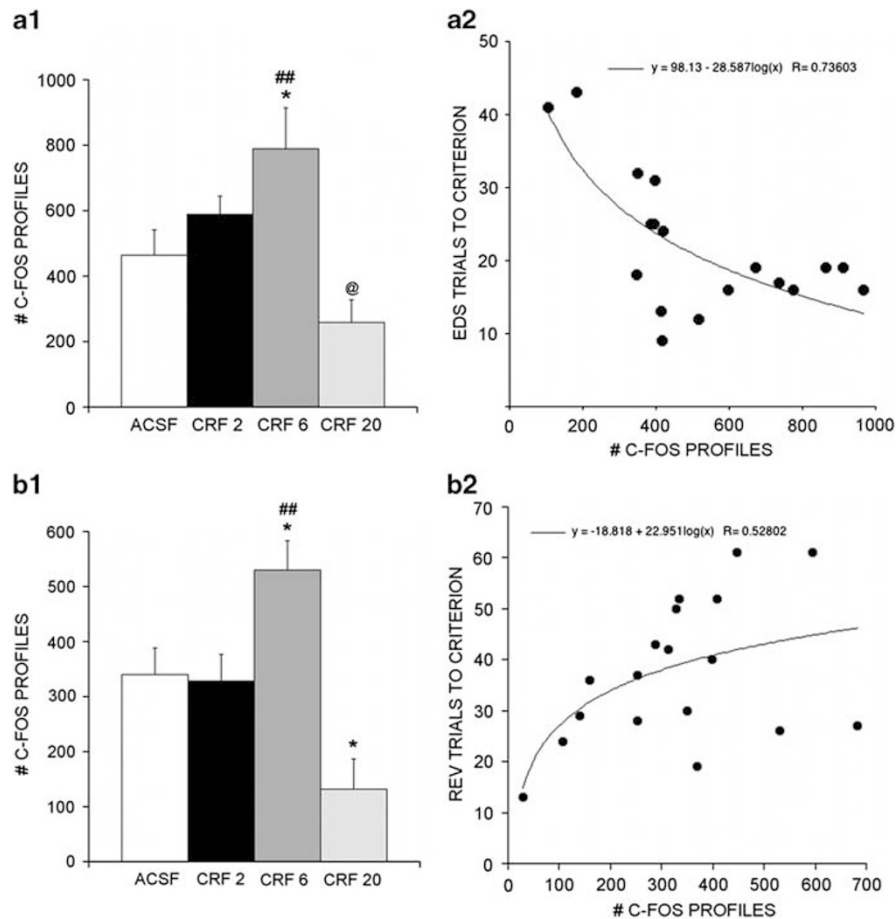 a1
# C-FOS PROFILES
1000
800
600
400
200
0
##
*
@
ACSF CRF 2 CRF 6 CRF 20
a2
EDS TRIALS TO CRITERION
50
40
30
20
10
y = 98.13 - 28.587log(x) R= 0.73603
0 200 400 600 800 1000
# C-FOS PROFILES
b1
# C-FOS PROFILES
600
500
400
300
200
100
0
##
*
*
ACSF CRF 2 CRF 6 CRF 20
b2
REV TRIALS TO CRITERION
70
60
50
40
30
20
10
0
y = -18.818 + 22.951log(x) R= 0.52802
0 100 200 300 400 500 600 700
# C-FOS PROFILES